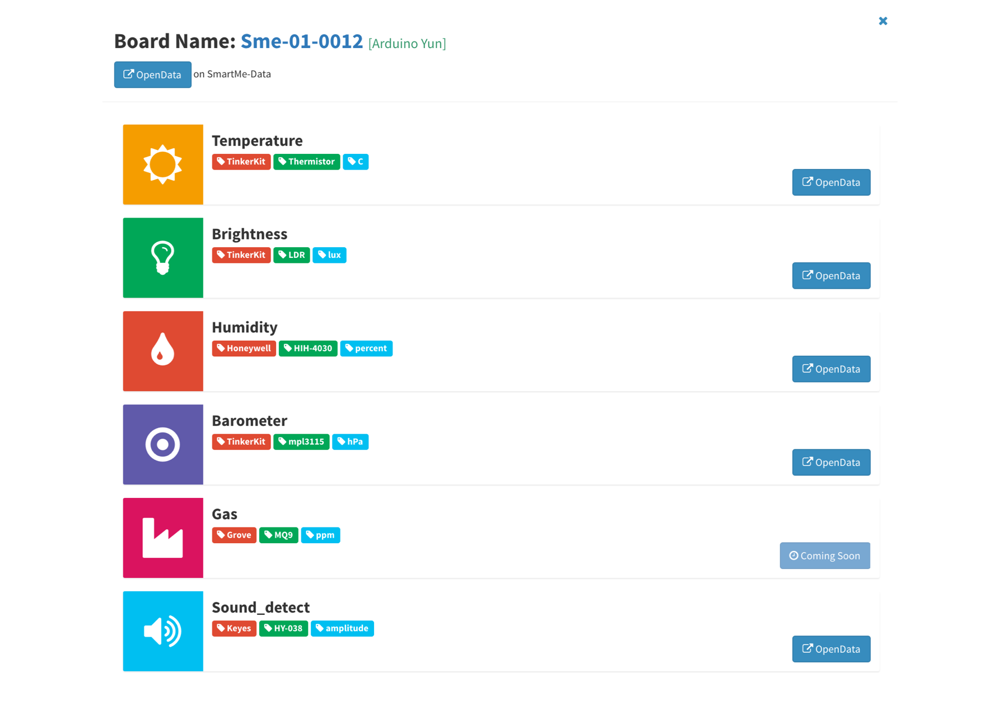 Board Name: Sme-01-0012 [Arduino Yun]
OpenData on SmartMe-Data
Temperature
TinkerKit Thermistor C
OpenData
Brightness
TinkerKit LDR lux
OpenData
Humidity
Honeywell HIH-4030 percent
OpenData
Barometer
TinkerKit mpl3115 hPa
OpenData
Gas
Grove MQ9 ppm
Coming Soon
Sound_detect
Keyes HY-038 amplitude
OpenData